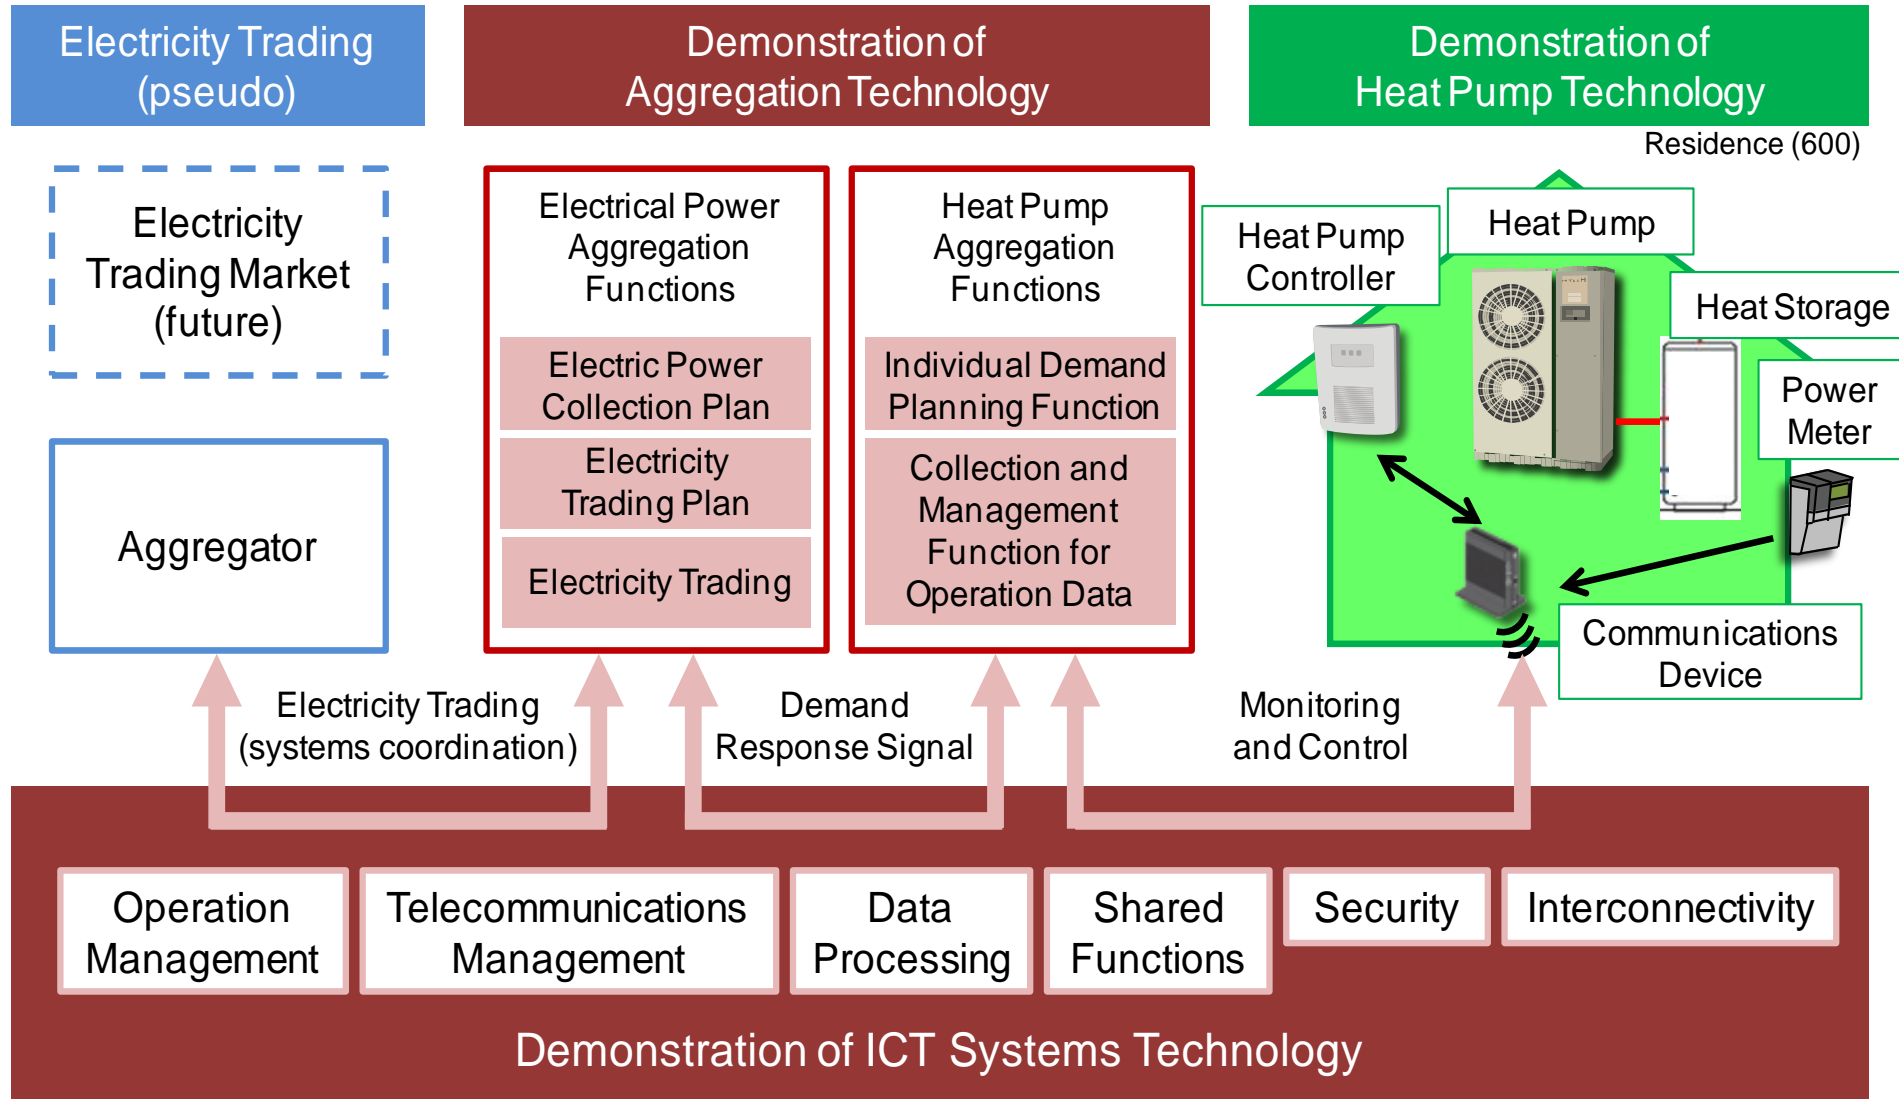 Electricity Trading
(pseudo)
Demonstration of
Aggregation Technology
Demonstration of
Heat Pump Technology
Residence (600)
Electricity
Trading Market
(future)
Aggregator
Electrical Power
Aggregation
Functions
Electric Power
Collection Plan
Electricity
Trading Plan
Electricity Trading
Heat Pump
Aggregation
Functions
Individual Demand
Planning Function
Collection and
Management
Function for
Operation Data
Heat Pump
Controller
Heat Pump
Heat Storage
Power
Meter
Communications
Device
Electricity Trading
(systems coordination)
Demand
Response Signal
Monitoring
and Control
Operation
Management
Telecommunications
Management
Data
Processing
Shared
Functions
Security
Interconnectivity
Demonstration of ICT Systems Technology